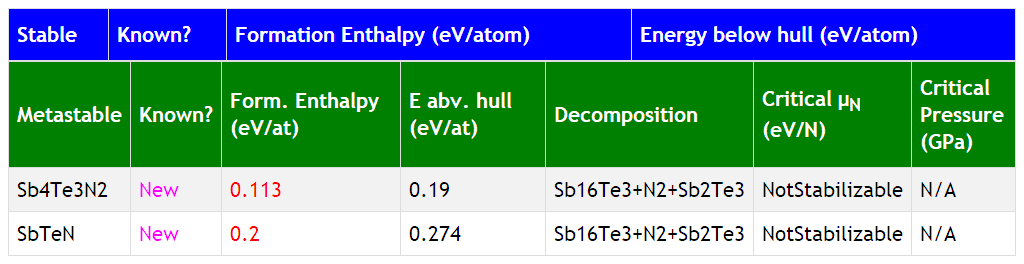 Stable Known? Formation Enthalpy (eV/atom) Energy below hull (eV/atom)
Metastable Known? Form. Enthalpy (eV/at) E abv. hull (eV/at) Decomposition Critical μN (eV/N) Critical Pressure (GPa)
Sb4Te3N2 New 0.113 0.19 Sb16Te3+N2+Sb2Te3 NotStabilizable N/A
SbTeN New 0.2 0.274 Sb16Te3+N2+Sb2Te3 NotStabilizable N/A